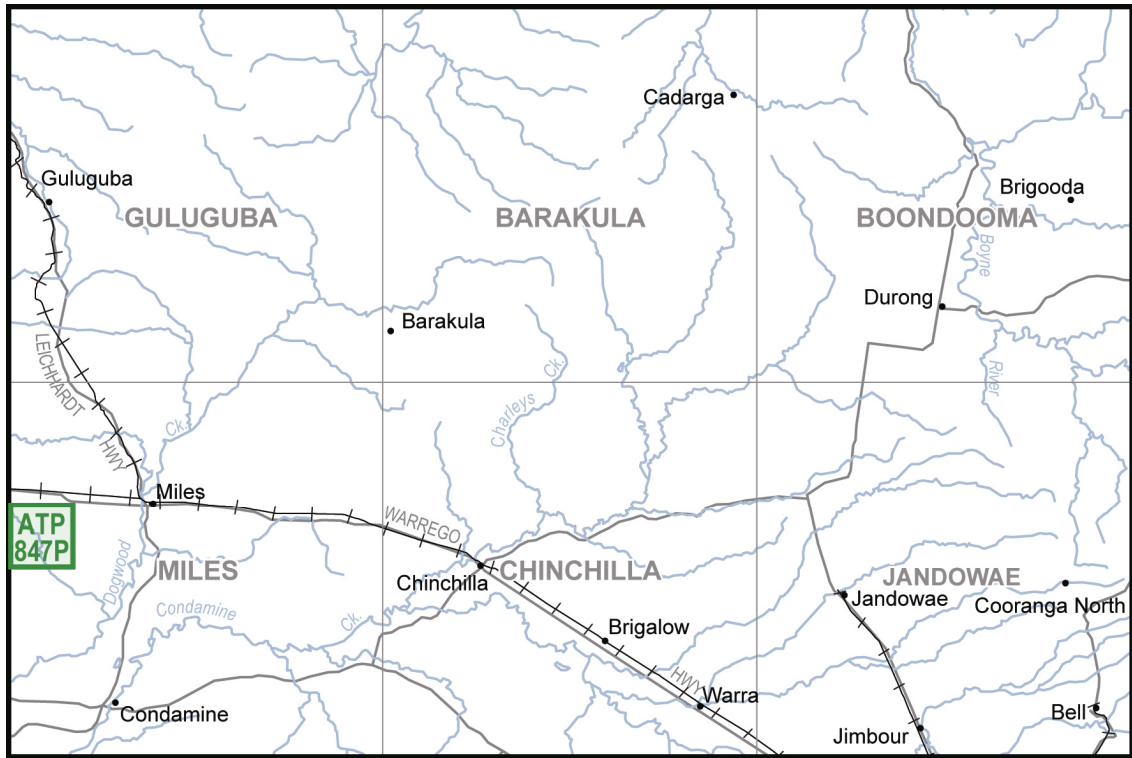 Cadarga
Guluguba
Brigooda
GULUGUBA
BARAKULA
BOONDOOMA
Boyne
Durong
Barakula
LEICHHARDT
HWY
Ck.
River
Charleys
Ck.
Miles
ATP
847P
WARREGO
Dogwood
MILES
Chinchilla
CHINCHILLA
JANDOWAE
Jandowae
Cooranga North
Condamine
Ck.
Brigalow
HWY
Warra
Condamine
Bell
Jimbour